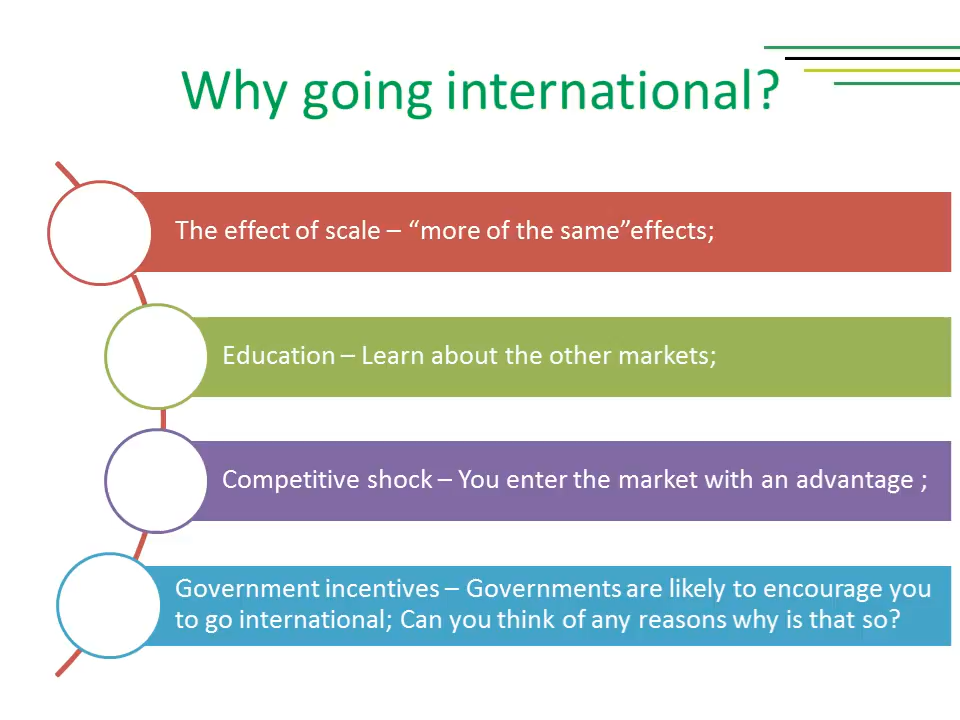 Why going international?
The effect of scale – “more of the same”effects;
Education – Learn about the other markets;
Competitive shock – You enter the market with an advantage ;
Government incentives – Governments are likely to encourage you
to go international; Can you think of any reasons why is that so?